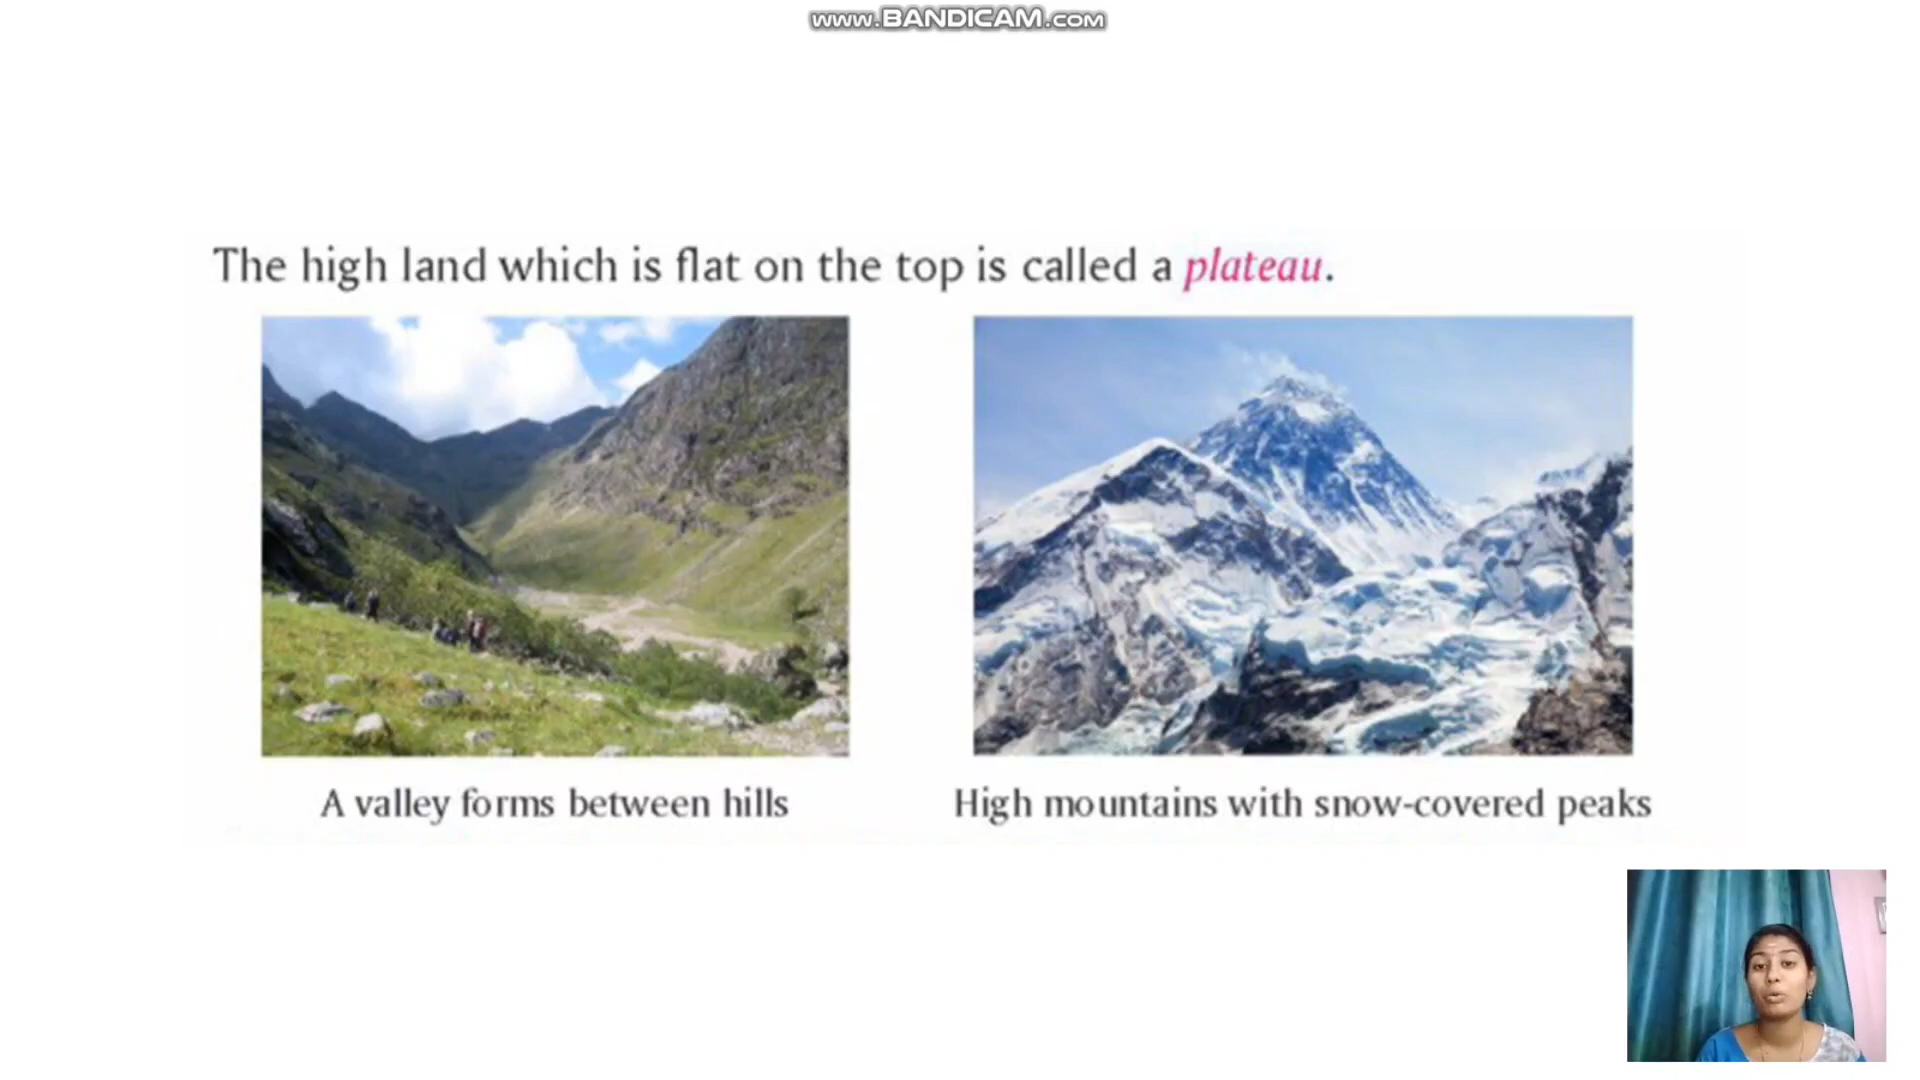 www.BANDICAM.com
The high land which is flat on the top is called a plateau.
A valley forms between hills
High mountains with snow-covered peaks